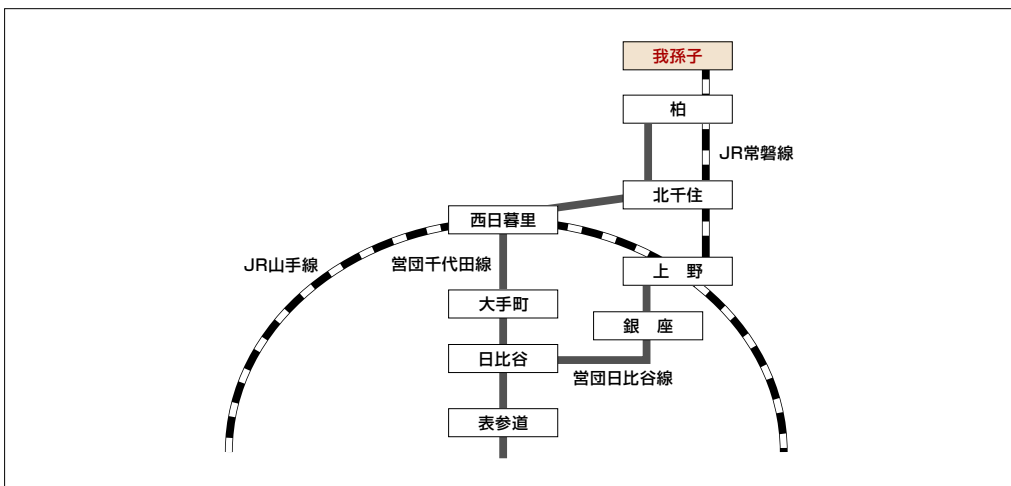 我孫子
柏
JR常磐線
北千住
西日暮里
JR山手線
営団千代田線
上 野
大手町
銀 座
日比谷
営団日比谷線
表参道